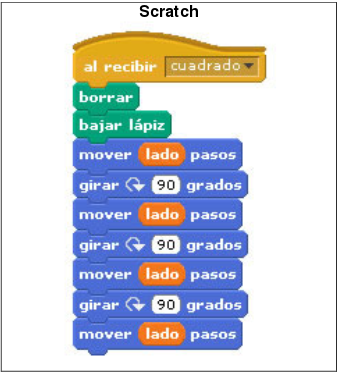 Scratch
al recibir cuadrado
borrar
bajar lápiz
mover lado pasos
girar 90 grados
mover lado pasos
girar 90 grados
mover lado pasos
girar 90 grados
mover lado pasos